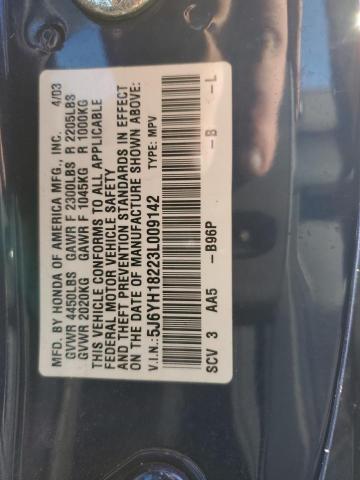 MFD. BY HONDA OF AMERICA MFG., INC. 4/03
GVWR 4450LBS GAWR F 2300LBS R 2205LBS
GVWR 2020KG GAWR F 1045KG R 1000KG
THIS VEHICLE CONFORMS TO ALL APPLICABLE
FEDERAL MOTOR VEHICLE SAFETY
AND THEFT PREVENTION STANDARDS IN EFFECT
ON THE DATE OF MANUFACTURE SHOWN ABOVE:
V.I.N.: 5J6YH18223L009142 TYPE: MPV
SCV 3 AA5 -B96P -B -L